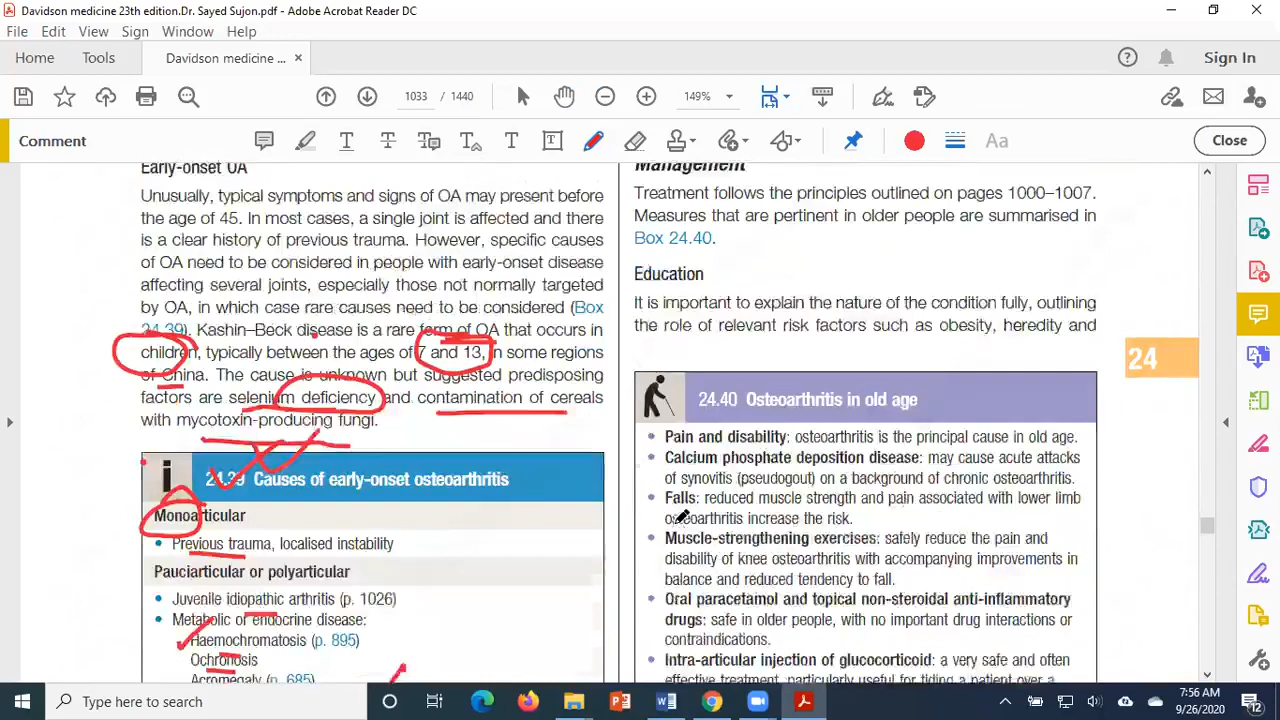 Davidson medicine 23th edition.Dr. Sayed Sujon.pdf - Adobe Acrobat Reader DC
File Edit View Sign Window Help
Home Tools Davidson medicine ... × Sign In
1033 / 1440 149%
Comment Aa Close
Early-onset OA
Unusually, typical symptoms and signs of OA may present before
the age of 45. In most cases, a single joint is affected and there
is a clear history of previous trauma. However, specific causes
of OA need to be considered in people with early-onset disease
affecting several joints, especially those not normally targeted
by OA, in which case rare causes need to be considered (Box
24.39). Kashin–Beck disease is a rare form of OA that occurs in
children, typically between the ages of 7 and 13, in some regions
of China. The cause is unknown but suggested predisposing
factors are selenium deficiency and contamination of cereals
with mycotoxin-producing fungi.
i 24.39 Causes of early-onset osteoarthritis
Monoarticular
• Previous trauma, localised instability
Pauciarticular or polyarticular
• Juvenile idiopathic arthritis (p. 1026)
• Metabolic or endocrine disease:
Haemochromatosis (p. 895)
Ochronosis
Acromegaly (p. 685)
Management
Treatment follows the principles outlined on pages 1000–1007.
Measures that are pertinent in older people are summarised in
Box 24.40.
Education
It is important to explain the nature of the condition fully, outlining
the role of relevant risk factors such as obesity, heredity and
24
24.40 Osteoarthritis in old age
• Pain and disability: osteoarthritis is the principal cause in old age.
• Calcium phosphate deposition disease: may cause acute attacks
of synovitis (pseudogout) on a background of chronic osteoarthritis.
• Falls: reduced muscle strength and pain associated with lower limb
osteoarthritis increase the risk.
• Muscle-strengthening exercises: safely reduce the pain and
disability of knee osteoarthritis with accompanying improvements in
balance and reduced tendency to fall.
• Oral paracetamol and topical non-steroidal anti-inflammatory
drugs: safe in older people, with no important drug interactions or
contraindications.
• Intra-articular injection of glucocorticoid: a very safe and often
effective treatment, particularly useful for tiding a patient over a
Type here to search
7:56 AM
9/26/2020
12